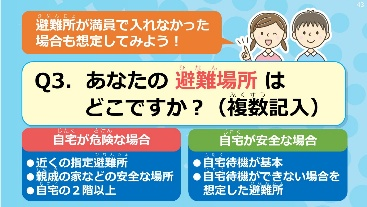 避難所が満員で入れなかった
場合も想定してみよう！
Q3. あなたの 避難場所 は
どこですか？（複数記入）
自宅が危険な場合
●近くの指定避難所
●親戚の家などの安全な場所
●自宅の２階以上
自宅が安全な場合
●自宅待機が基本
●自宅待機ができない場合を
想定した避難所